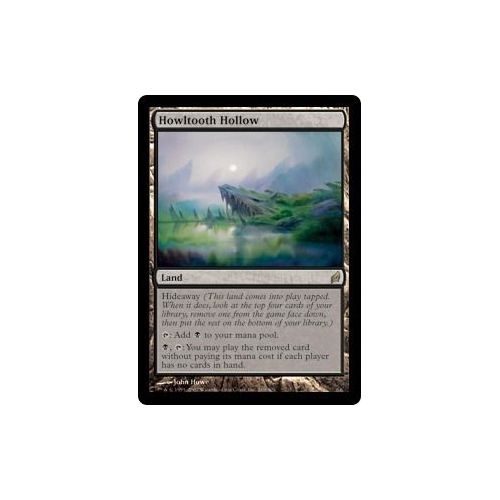 Howltooth Hollow
Land
Hideaway (This land comes into play tapped.
When it does, look at the top four cards of your
library, remove one from the game face down,
then put the rest on the bottom of your library.)
: Add to your mana pool.
, : You may play the removed card
without paying its mana cost if each player
has no cards in hand.
John Howe